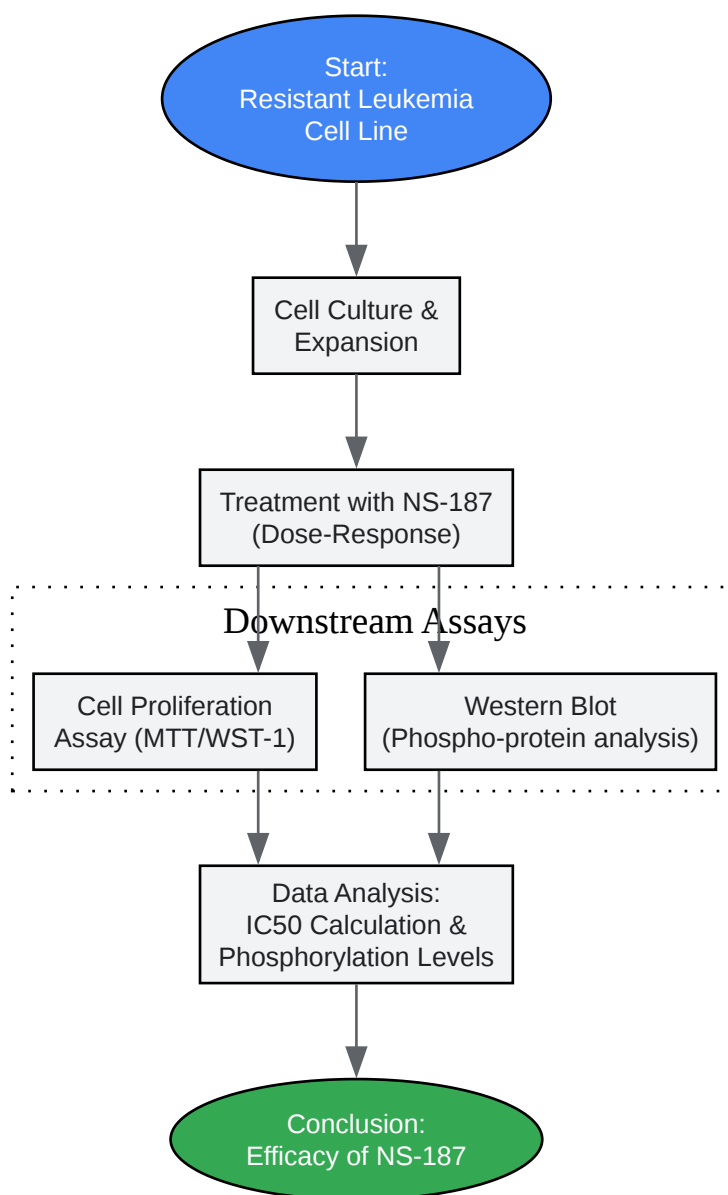 Start:
Resistant Leukemia
Cell Line
Cell Culture &
Expansion
Treatment with NS-187
(Dose-Response)
Downstream Assays
Cell Proliferation
Assay (MTT/WST-1)
Western Blot
(Phospho-protein analysis)
Data Analysis:
IC50 Calculation &
Phosphorylation Levels
Conclusion:
Efficacy of NS-187